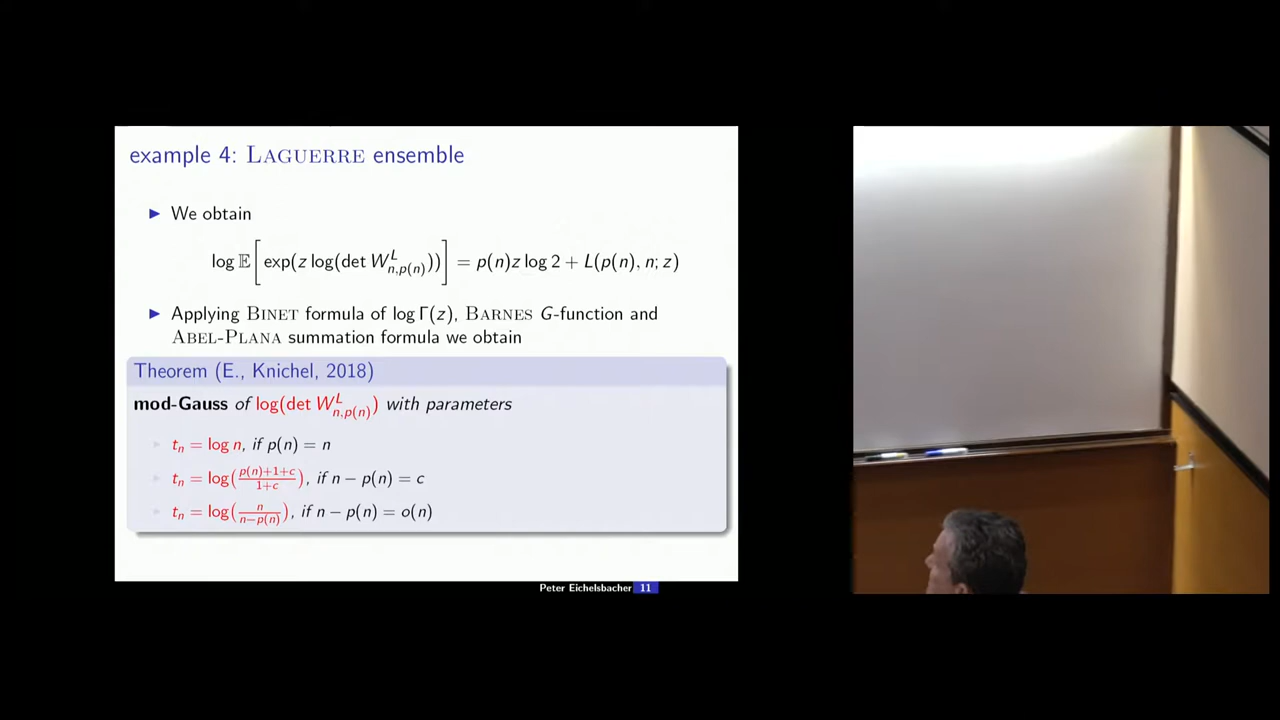 example 4: LAGUERRE ensemble
▶ We obtain
log 𝔼[exp(z log(det W^L_{n,p(n)}))] = p(n)z log 2 + L(p(n), n; z)
▶ Applying BINET formula of log Γ(z), BARNES G-function and
ABEL-PLANA summation formula we obtain
Theorem (E., Knichel, 2018)
mod-Gauss of log(det W^L_{n,p(n)}) with parameters
▶ t_n = log n, if p(n) = n
▶ t_n = log((p(n)+1+c)/(1+c)), if n − p(n) = c
▶ t_n = log(n/(n−p(n))), if n − p(n) = o(n)
Peter Eichelsbacher 11